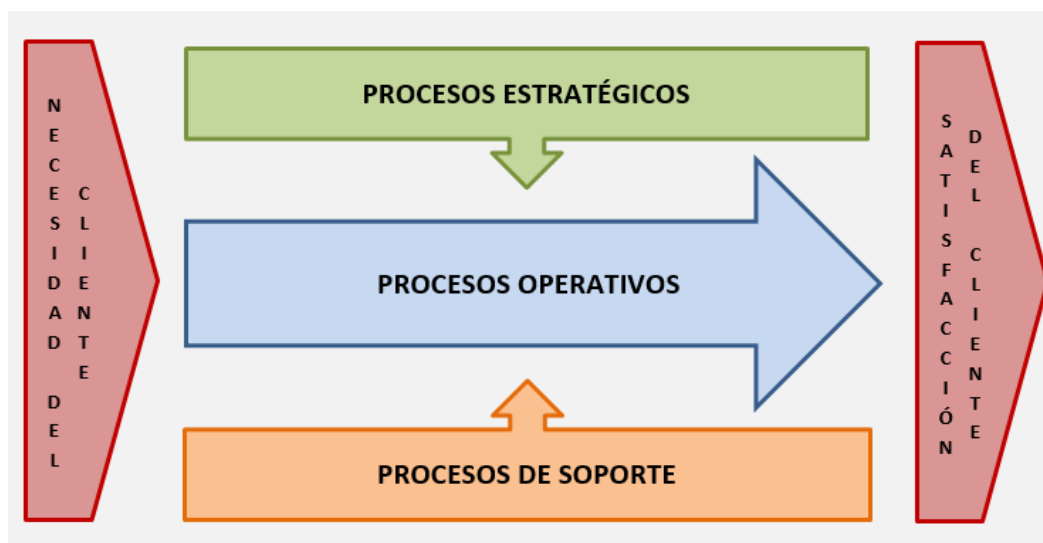 NECESIDAD DEL
CLIENTE
PROCESOS ESTRATÉGICOS
PROCESOS OPERATIVOS
PROCESOS DE SOPORTE
SATISFACCIÓN
DEL CLIENTE